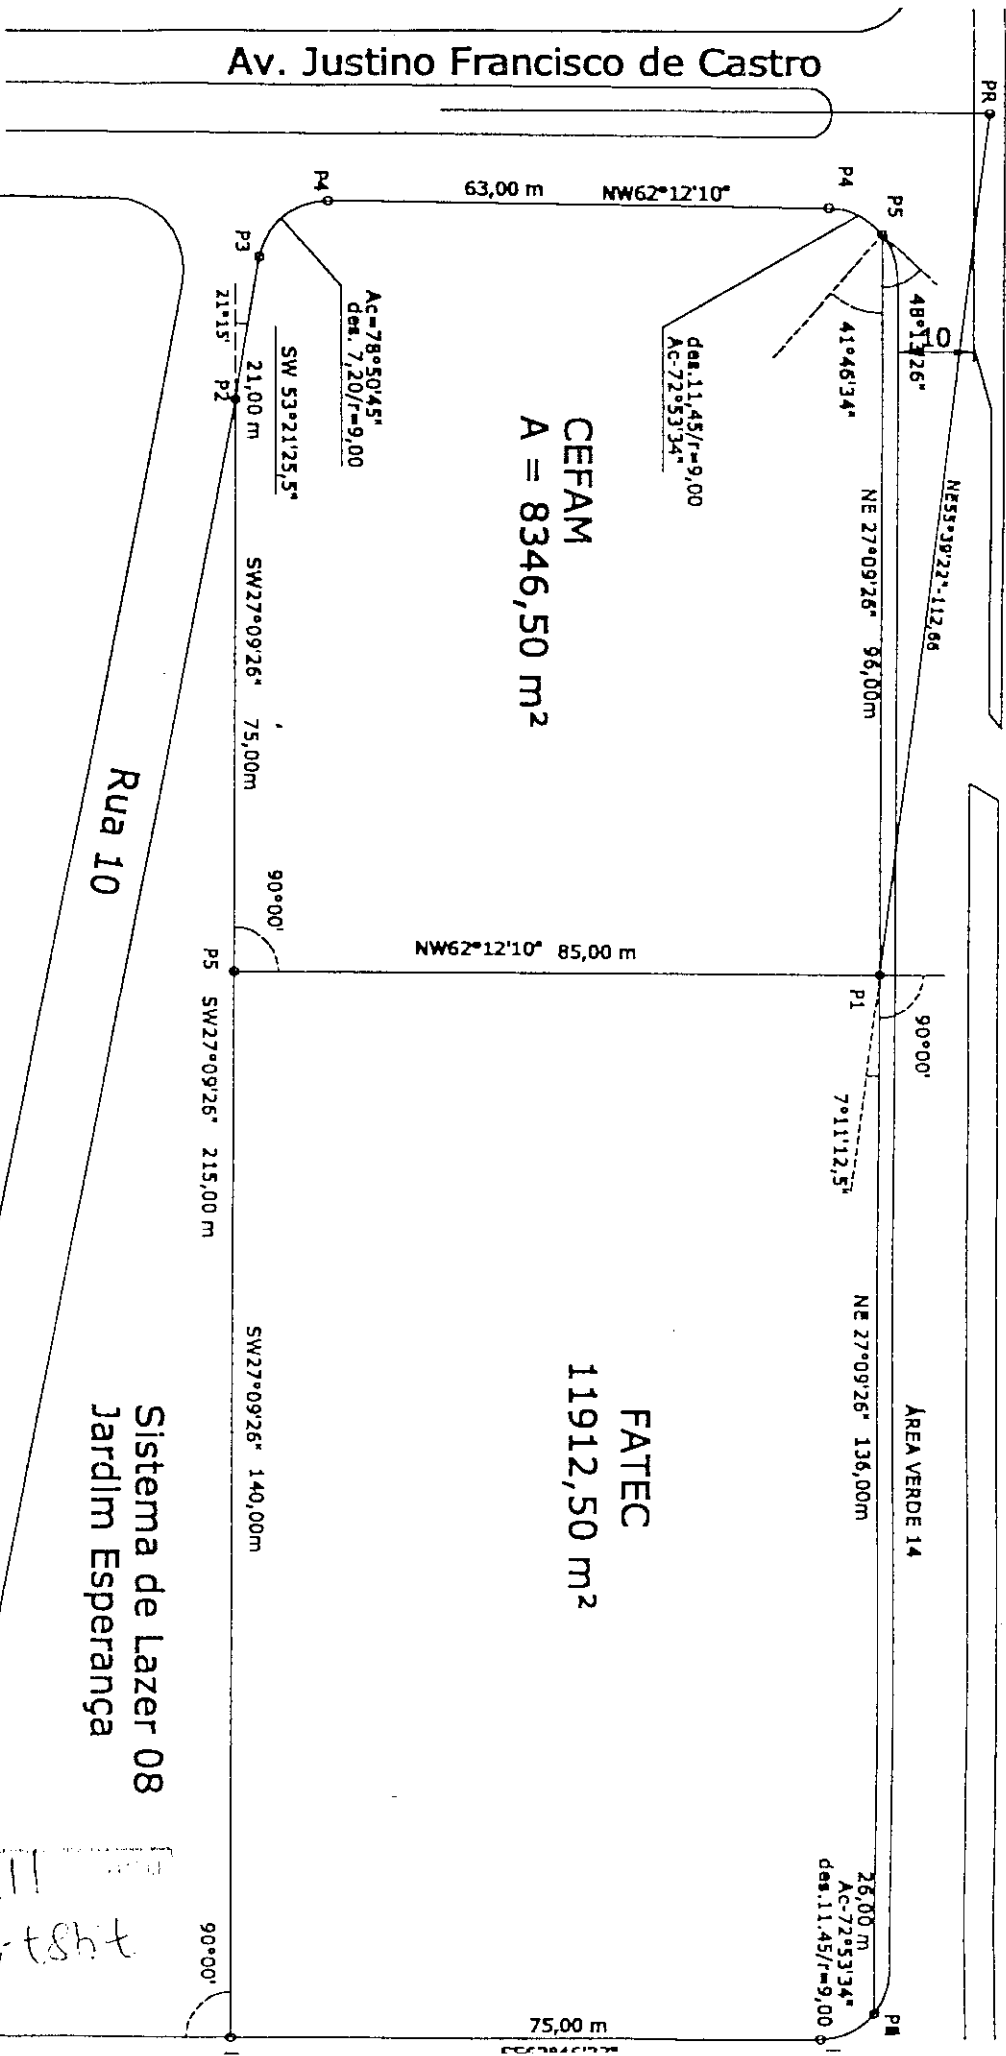 Av. Justino Francisco de Castro
PR
P4
63,00 m
NW62°12'10"
P4
P5
P3
21°15'
21,00 m
P2
SW 53°21'25,5"
Ac=78°50'45"
des. 7,20/r=9,00
des.11,45/r=9,00
Ac-72°53'34"
48°13'26"
10
41°46'34"
CEFAM
A = 8346,50 m²
NE 27°09'26" 96,00m
NE55°39'22"-112,66
SW27°09'26" 75,00m
Rua 10
90°00'
NW62°12'10" 85,00 m
P5
P1
90°00'
7°11'12,5"
SW27°09'26" 215,00 m
NE 27°09'26" 136,00m
ÁREA VERDE 14
FATEC
11912,50 m²
SW27°09'26" 140,00m
Sistema de Lazer 08
Jardim Esperança
26,00 m
Ac-72°53'34"
des.11.45/r=9,00
90°00'
75,00 m